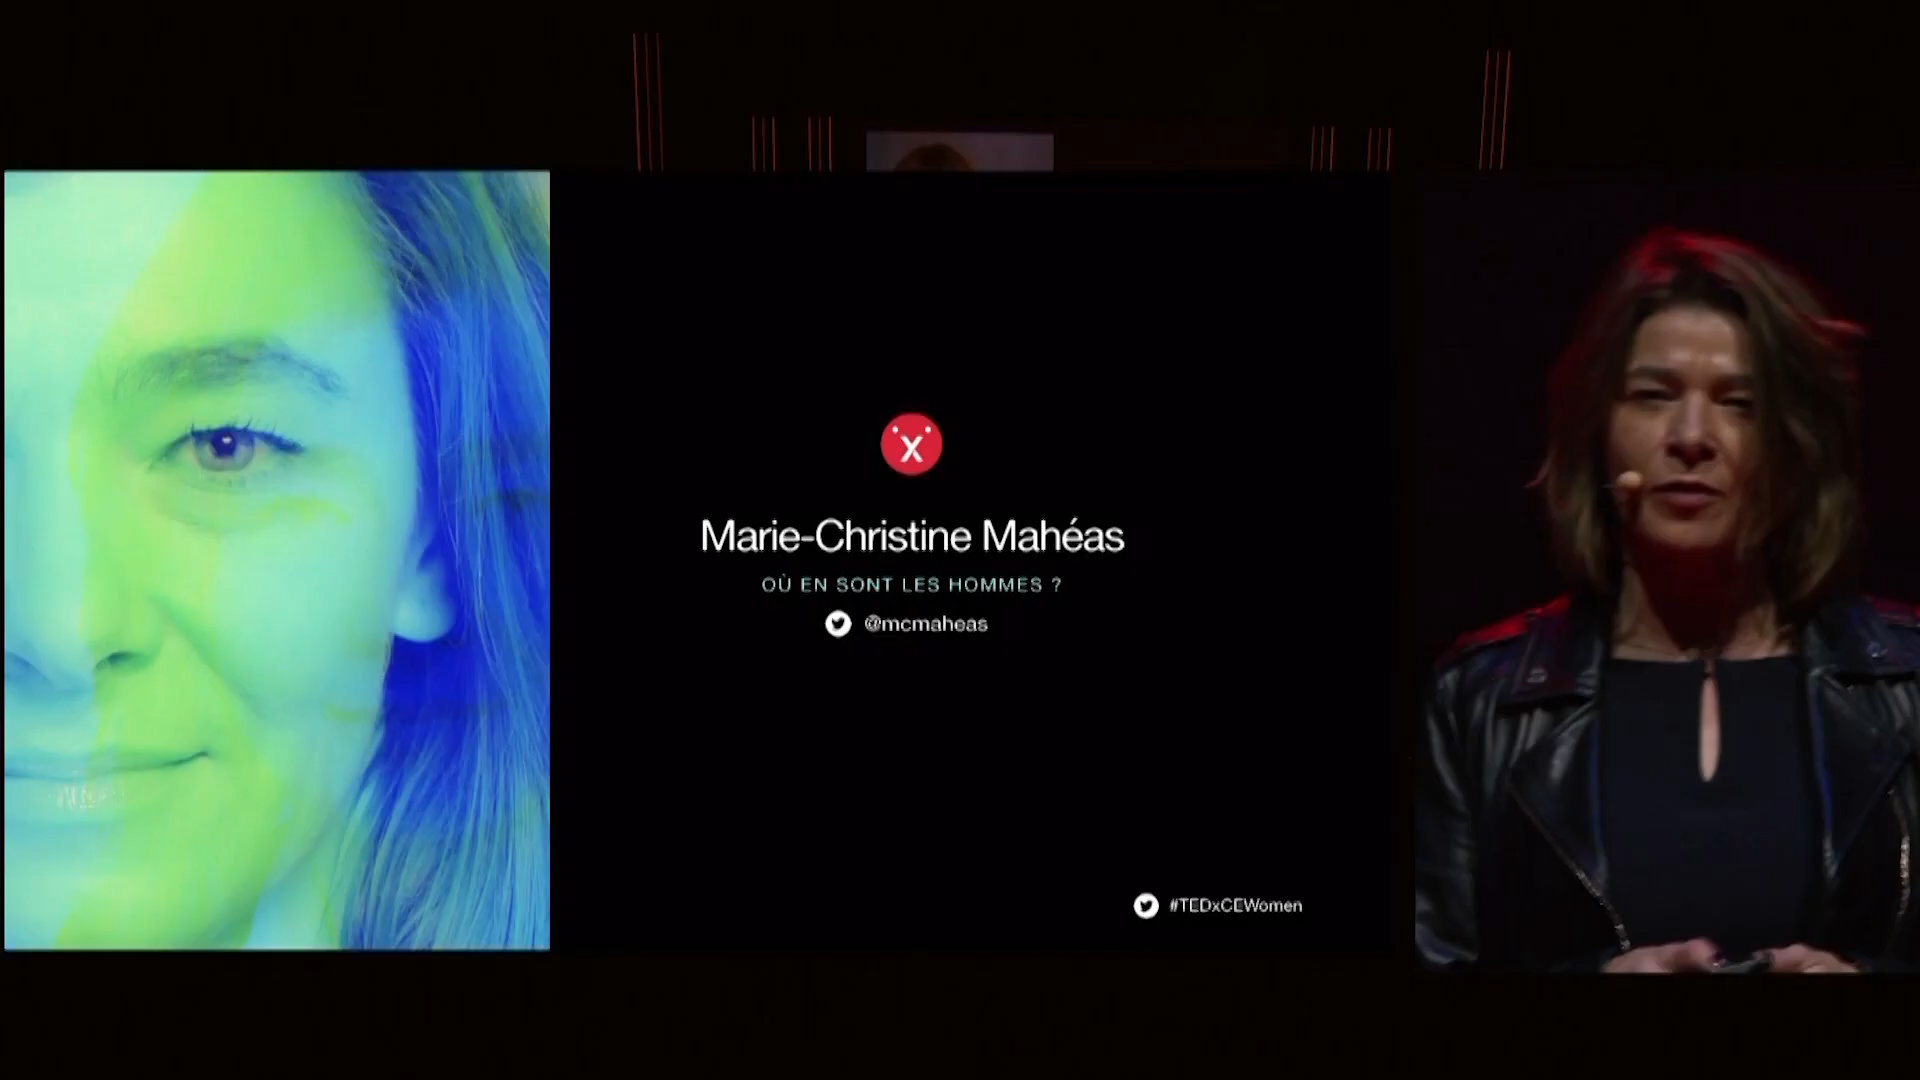 x
Marie-Christine Mahéas
OÙ EN SONT LES HOMMES ?
@mcmaheas
#TEDxCEWomen